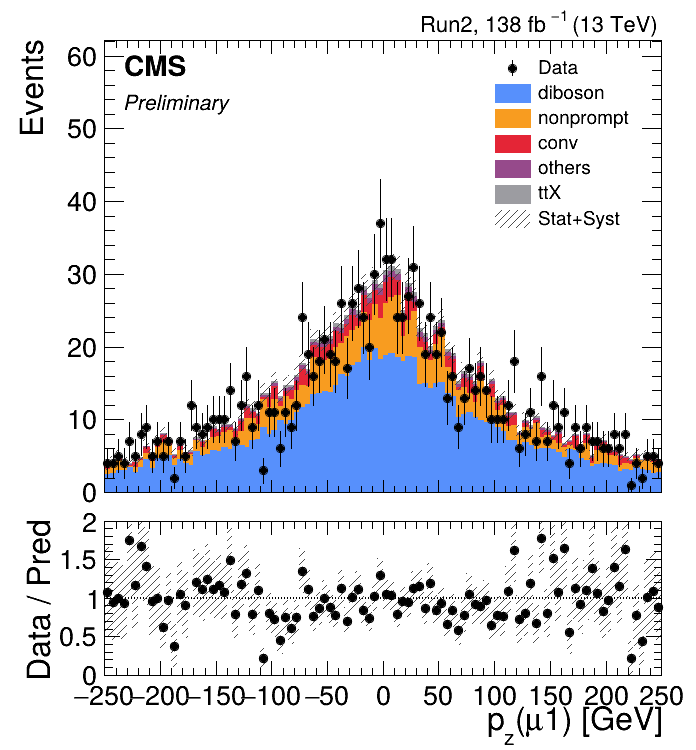 Run2, 138 fb⁻¹ (13 TeV)
CMS
Preliminary
Events
60
50
40
30
20
10
0
Data
diboson
nonprompt
conv
others
ttX
Stat+Syst
Data / Pred
2
1.5
1
0.5
0
−250 −200 −150 −100 −50 0 50 100 150 200 250
p_z(μ1) [GeV]